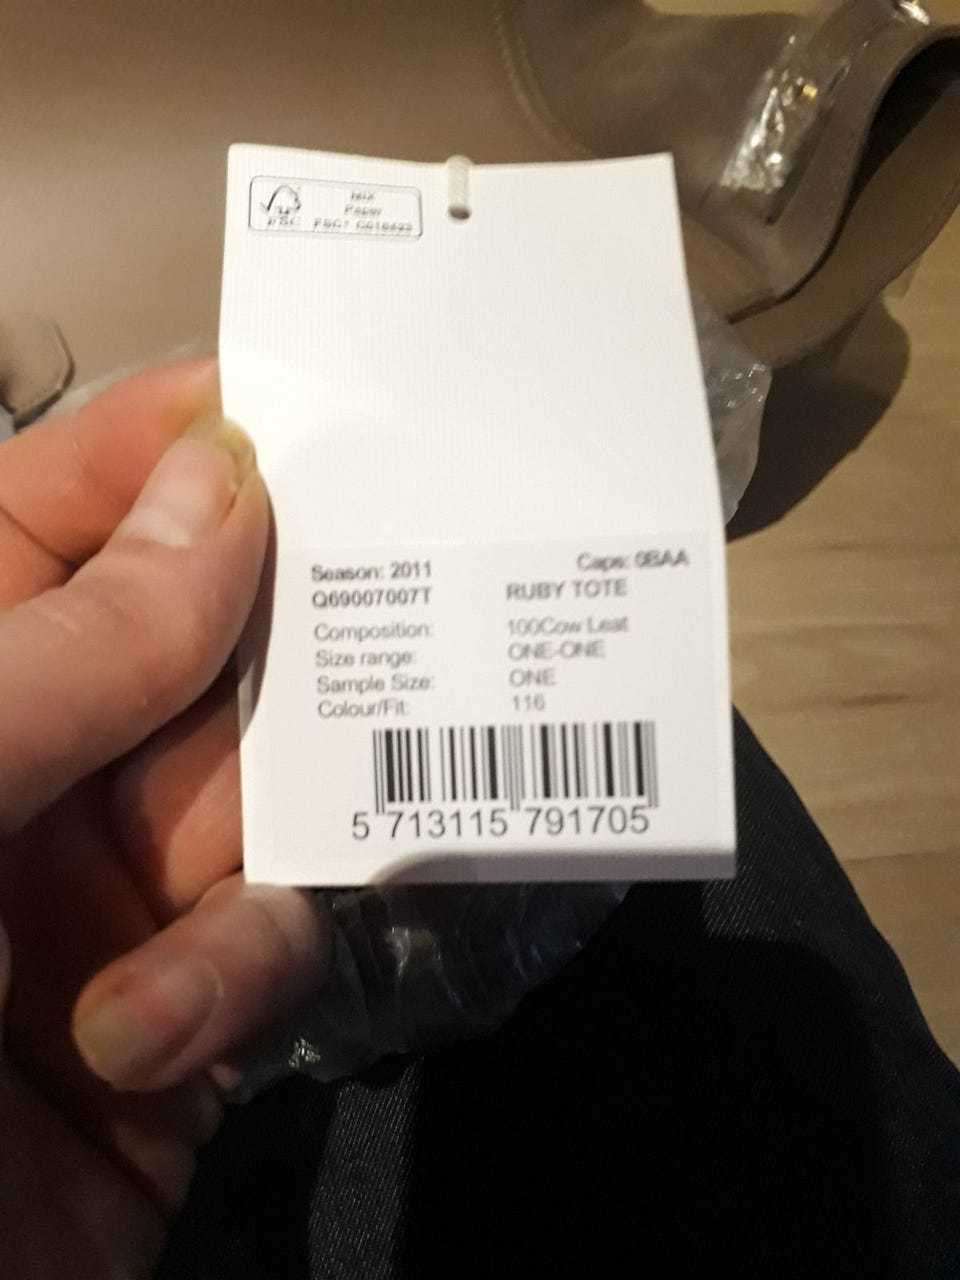 MIX
Paper
FSC
Season: 2011 Caps: 0BAA
Q69007007T RUBY TOTE
Composition: 100Cow Leat
Size range: ONE-ONE
Sample Size: ONE
Colour/Fit: 116
5 713115 791705